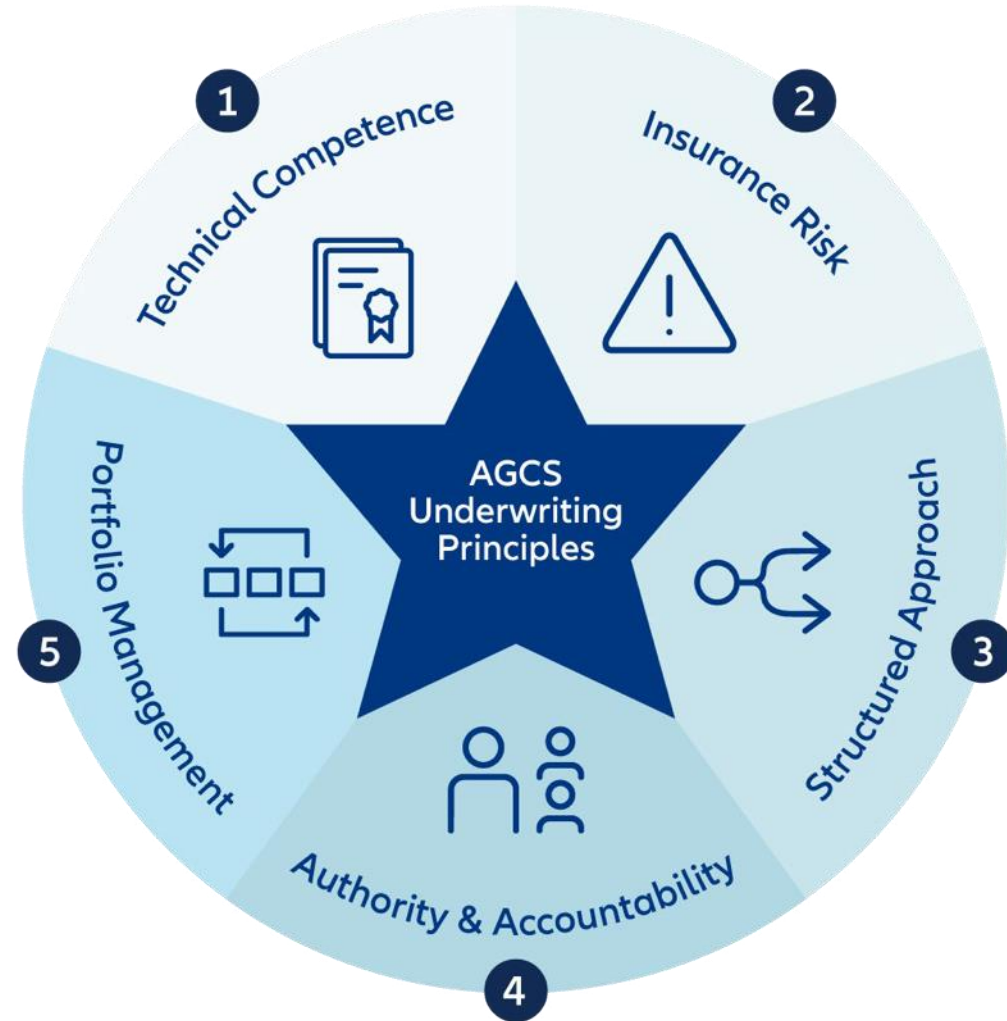 1
Technical Competence
2
Insurance Risk
3
Structured Approach
4
Authority & Accountability
5
Portfolio Management
AGCS
Underwriting
Principles